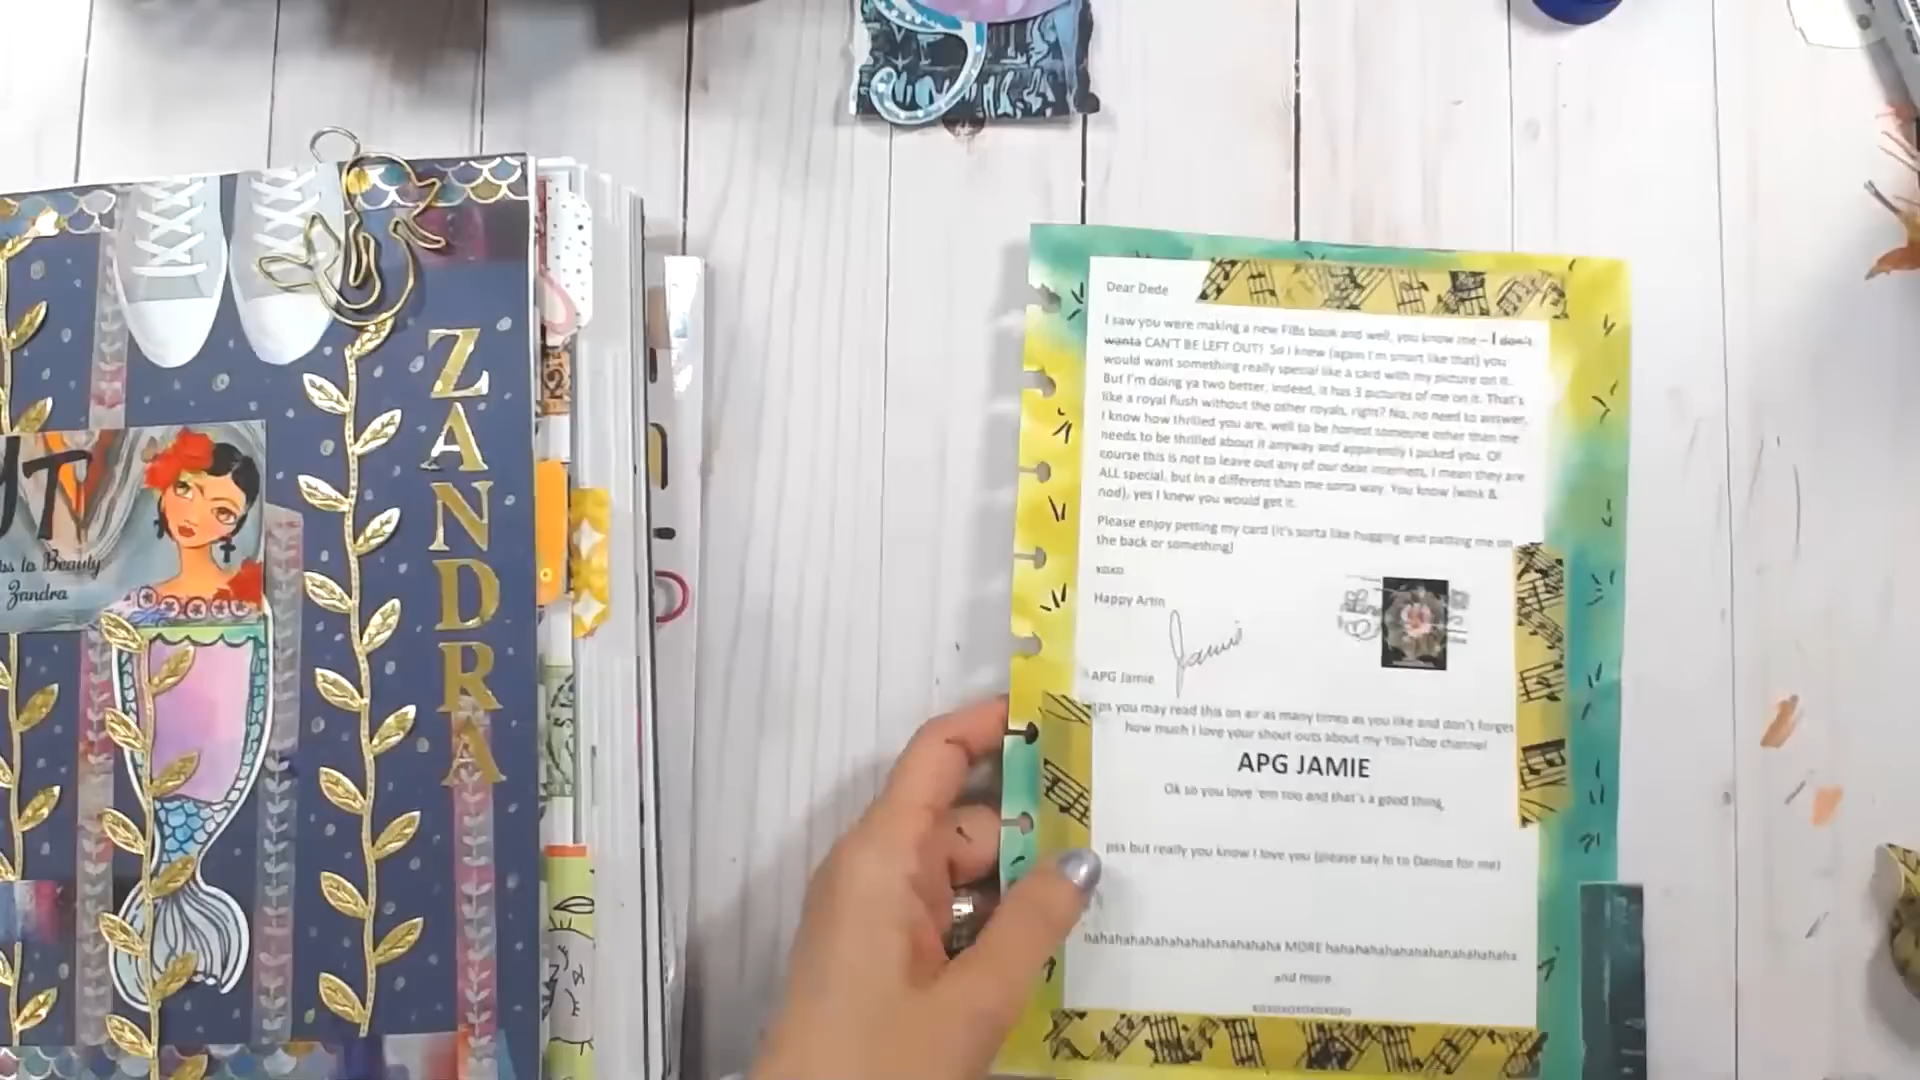 UT
ss to Beauty
Zandra
ZANDRA
2
Dear Dede
I saw you were making a new FIBs book and well, you know me – I don't
wanta CAN'T BE LEFT OUT! So I knew (again I'm smart like that) you
would want something really special like a card with my picture on it.
But I'm doing ya two better, indeed, it has 3 pictures of me on it. That's
like a royal flush without the other royals, right? No, no need to answer,
I know how thrilled you are, well to be honest someone other than me
needs to be thrilled about it anyway and apparently I picked you. Of
course this is not to leave out any of our dear internets, I mean they are
ALL special, but in a different than me sorta way. You know (wink &
nod), yes I knew you would get it.
Please enjoy petting my card (it's sorta like hugging and patting me on
the back or something)
xoxo
Happy Artin
Jamie
APG Jamie
ps you may read this on air as many times as you like and don't forget
how much I love your shout outs about my YouTube channel
APG JAMIE
Ok so you love 'em too and that's a good thing,
pss but really you know I love you (please say hi to Danise for me)
hahahahahahahahahahahahaha MORE hahahahahahahahahahahahaha
and more